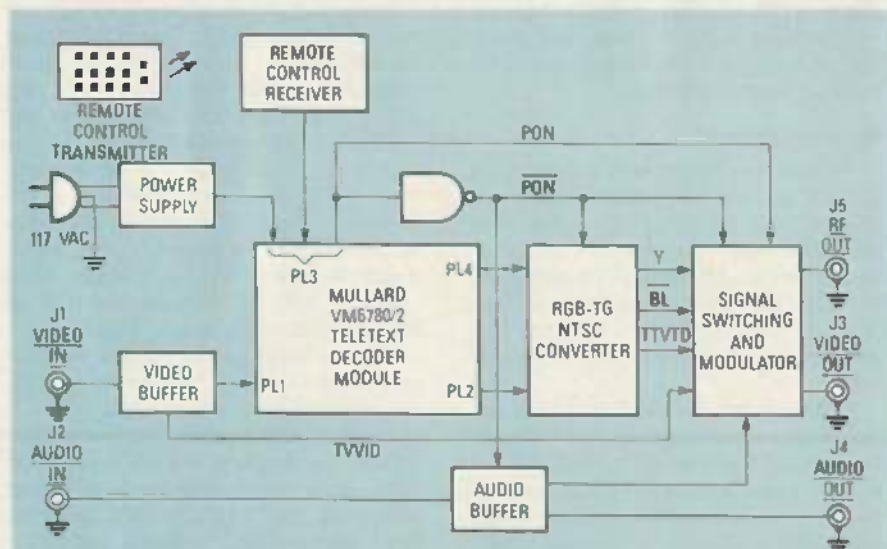 REMOTE
CONTROL
TRANSMITTER
REMOTE
CONTROL
RECEIVER
117 VAC
POWER
SUPPLY
PON
PON
J1
VIDEO
IN
VIDEO
BUFFER
J2
AUDIO
IN
PL3
PL4
MULLARD
VM6780/2
TELETEXT
DECODER
MODULE
PL1
PL2
RGB-TG
NTSC
CONVERTER
Y
BL
TTVTD
TVVID
SIGNAL
SWITCHING
AND
MODULATOR
AUDIO
BUFFER
J5
RF
OUT
J3
VIDEO
OUT
J4
AUDIO
OUT